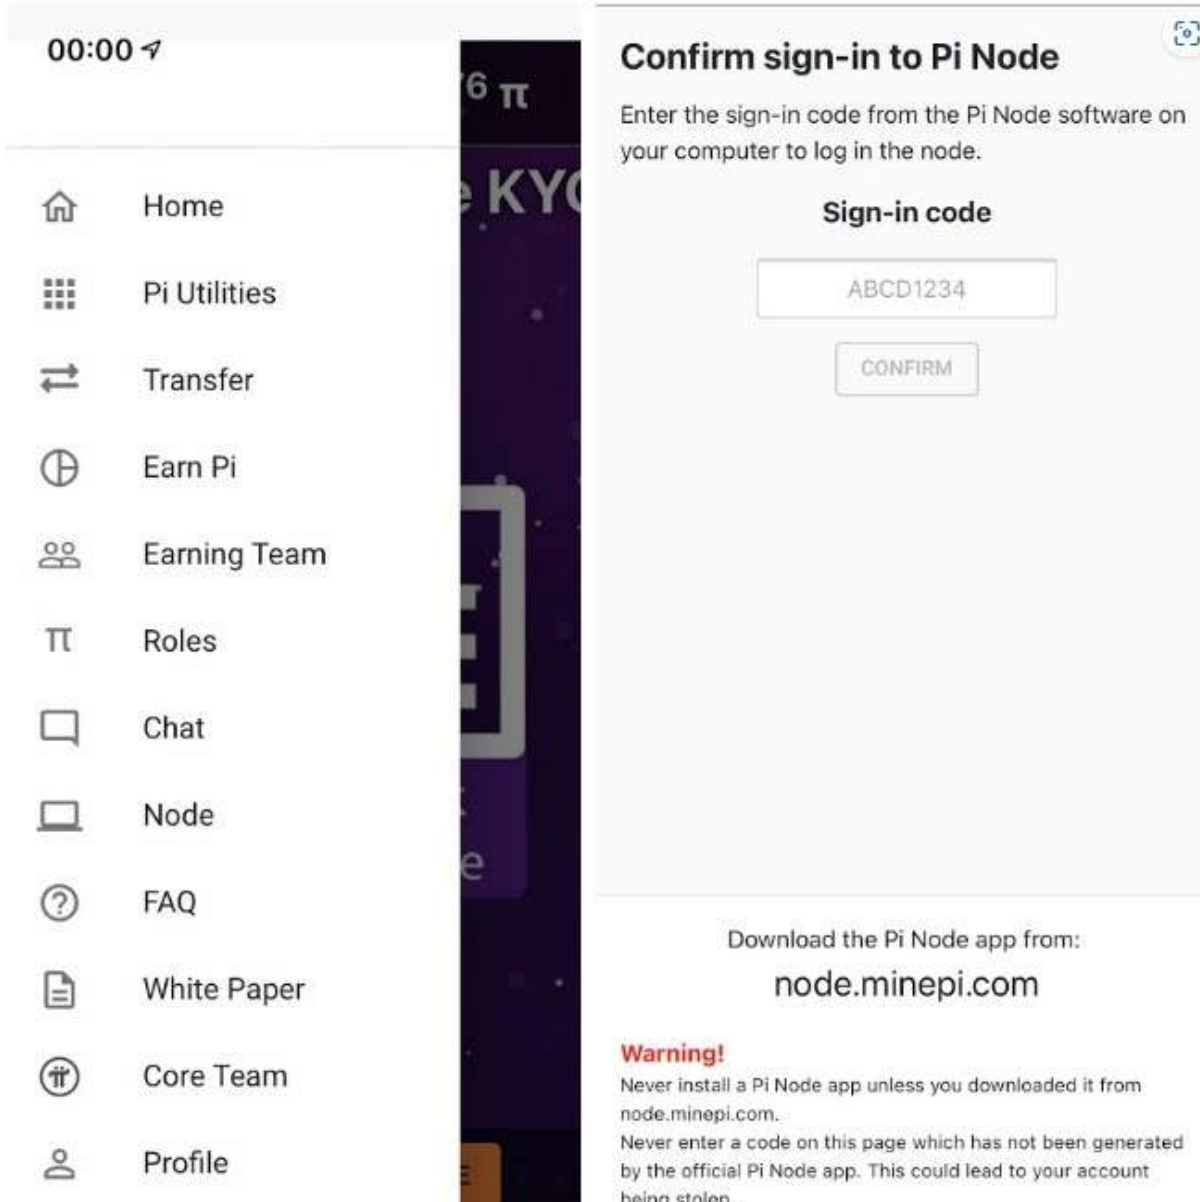 00:00
6 π
KYC
Home
Pi Utilities
Transfer
Earn Pi
Earning Team
π Roles
Chat
Node
FAQ
White Paper
Core Team
Profile
Confirm sign-in to Pi Node
Enter the sign-in code from the Pi Node software on
your computer to log in the node.
Sign-in code
ABCD1234
CONFIRM
Download the Pi Node app from:
node.minepi.com
Warning!
Never install a Pi Node app unless you downloaded it from
node.minepi.com.
Never enter a code on this page which has not been generated
by the official Pi Node app. This could lead to your account
being stolen.